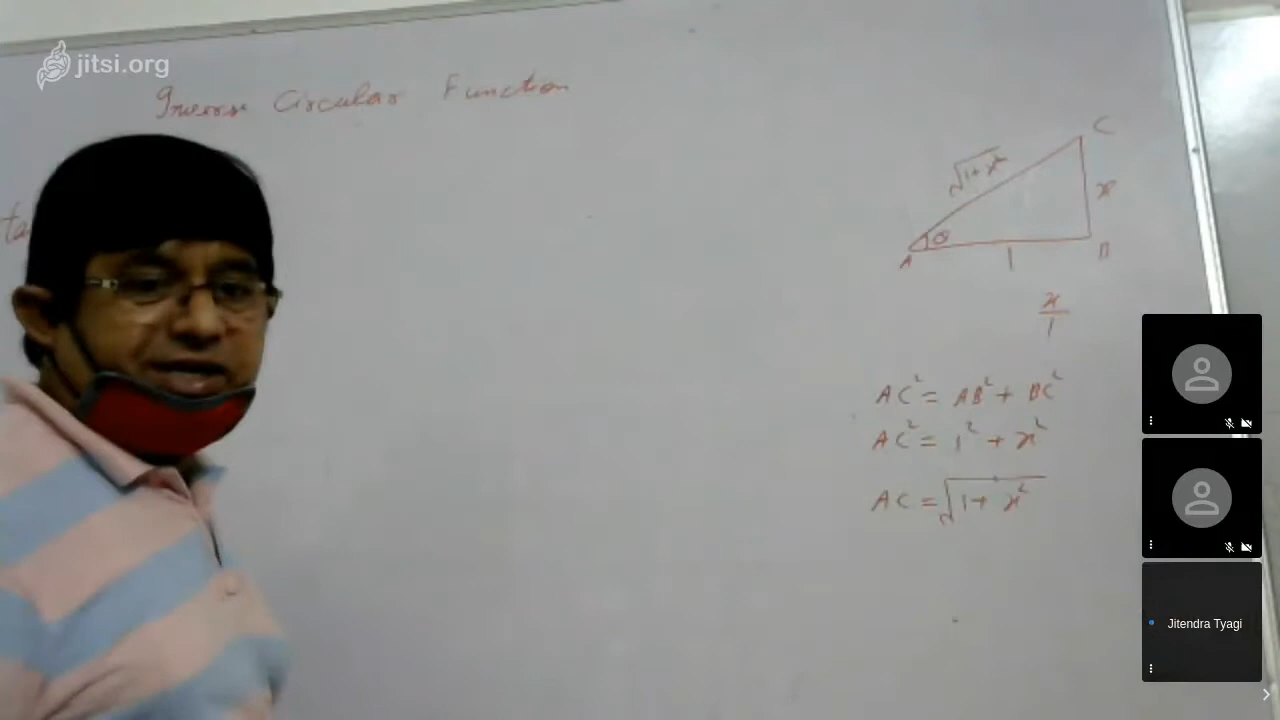 jitsi.org
Inverse Circular Function
ta
C
√1+x²
x
θ
A
1
B
x
1
AC² = AB² + BC²
AC² = 1² + x²
AC = √1+x²
Jitendra Tyagi